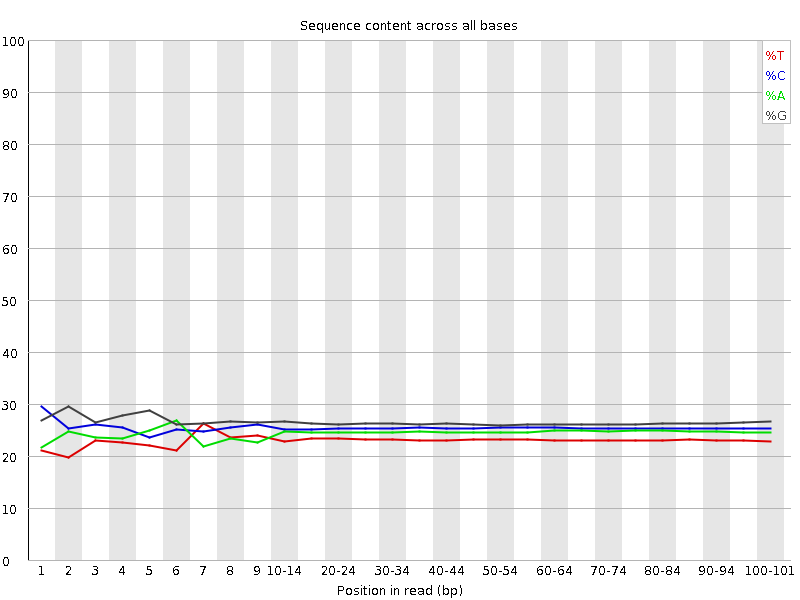 Sequence content across all bases
100
90
80
70
60
50
40
30
20
10
0
%T
%C
%A
%G
1 2 3 4 5 6 7 8 9 10-14 20-24 30-34 40-44 50-54 60-64 70-74 80-84 90-94 100-101
Position in read (bp)